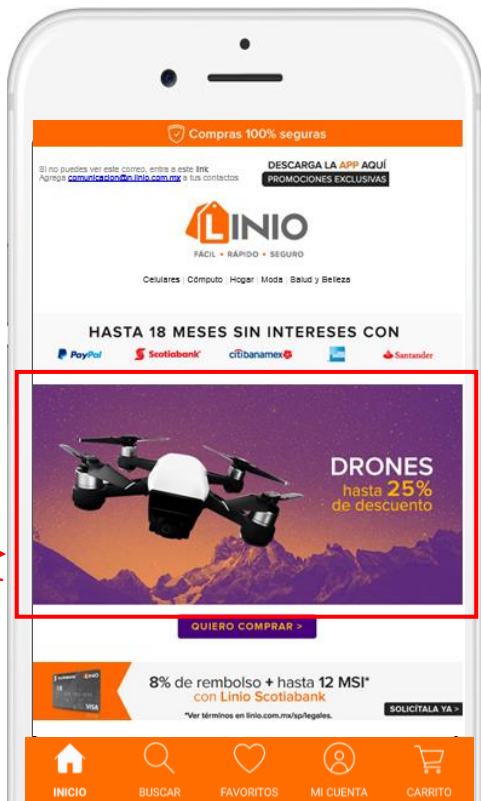 Compras 100% seguras
Si no puedes ver este correo, entra a este link
Agrega comunicacion@n.linio.com.mx a tus contactos
DESCARGA LA APP AQUÍ
PROMOCIONES EXCLUSIVAS
LINIO
FÁCIL • RÁPIDO • SEGURO
Celulares | Cómputo | Hogar | Moda | Salud y Belleza
HASTA 18 MESES SIN INTERESES CON
PayPal Scotiabank citibanamex Santander
DRONES
hasta 25%
de descuento
QUIERO COMPRAR >
8% de rembolso + hasta 12 MSI*
con Linio Scotiabank
*Ver términos en linio.com.mx/sp/legales.
SOLICÍTALA YA >
LINIO
VISA
INICIO BUSCAR FAVORITOS MI CUENTA CARRITO